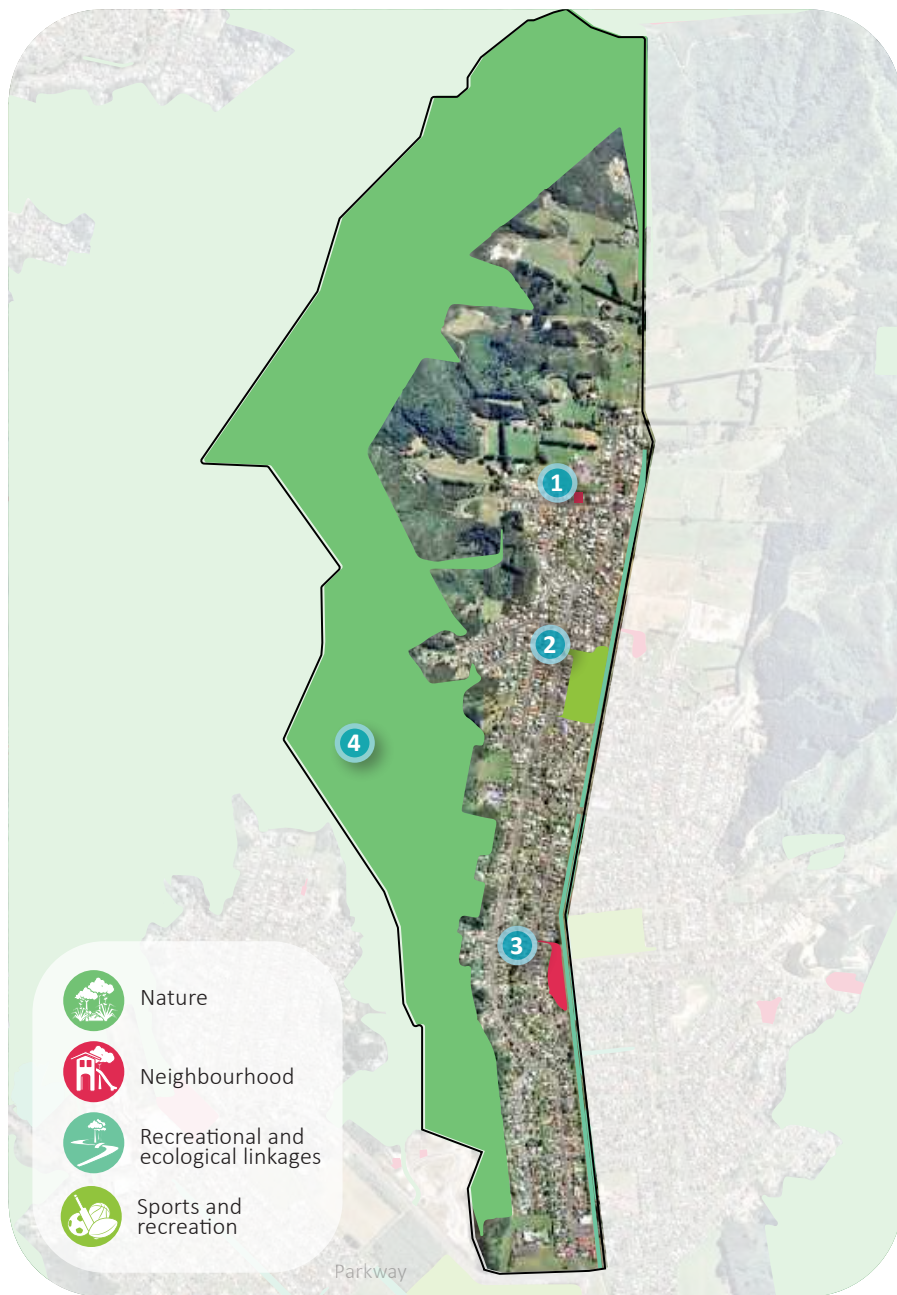 1
2
4
3
Nature
Neighbourhood
Recreational and
ecological linkages
Sports and
recreation
Parkway